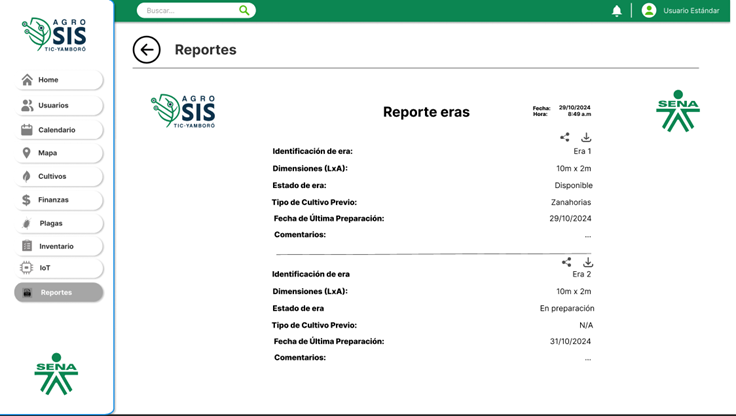 Buscar...
Usuario Estándar
AGRO
SIS
TIC-YAMBORÓ
Reportes
Home
Usuarios
Calendario
Mapa
Cultivos
Finanzas
Plagas
Inventario
IoT
Reportes
SENA
AGRO
SIS
TIC-YAMBORÓ
Reporte eras
Fecha: 29/10/2024
Hora: 8:49 a.m
SENA
Identificación de era: Era 1
Dimensiones (LxA): 10m x 2m
Estado de era: Disponible
Tipo de Cultivo Previo: Zanahorias
Fecha de Última Preparación: 29/10/2024
Comentarios: ...
Identificación de era Era 2
Dimensiones (LxA): 10m x 2m
Estado de era En preparación
Tipo de Cultivo Previo: N/A
Fecha de Última Preparación: 31/10/2024
Comentarios: ...